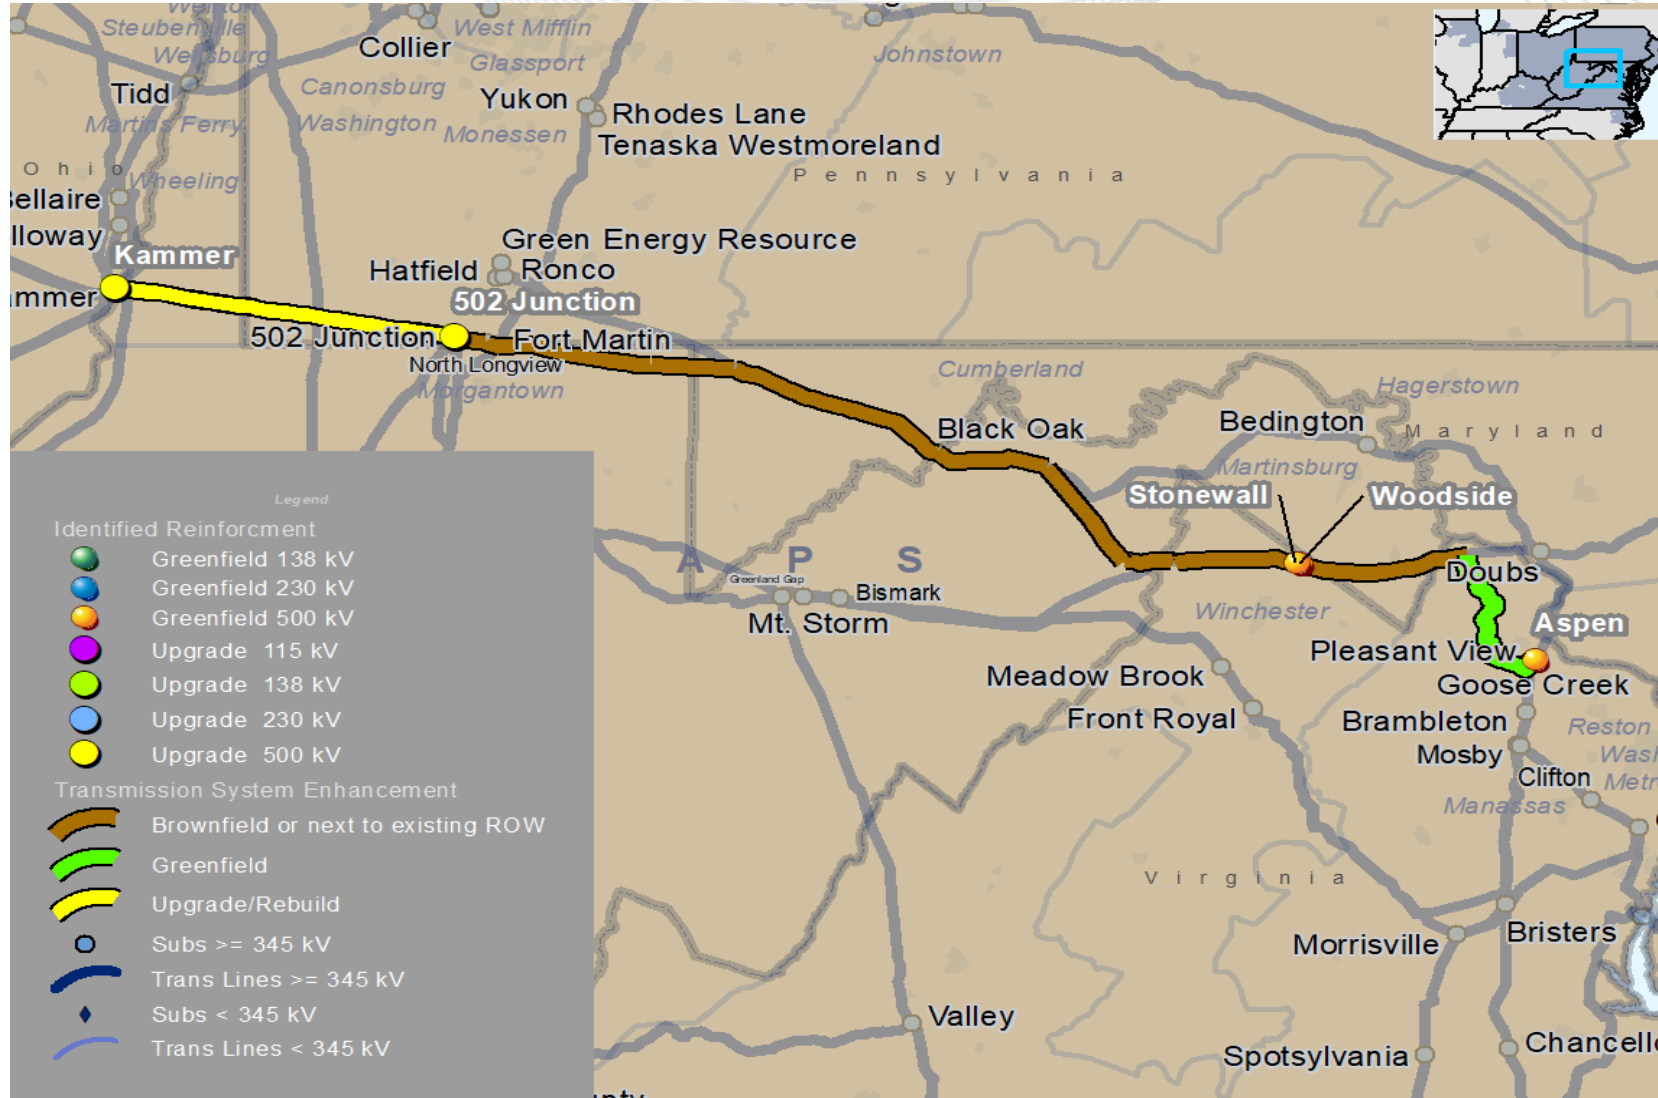 Weirton
Steubenville
Weirsburg
Collier
West Mifflin
Glassport
Johnstown
Tidd
Canonsburg
Yukon
Rhodes Lane
Martins Ferry
Washington
Monessen
Tenaska Westmoreland
Ohio
Wheeling
Pennsylvania
Bellaire
lloway
Kammer
Green Energy Resource
Hatfield
Ronco
ammer
502 Junction
502 Junction
Fort Martin
North Longview
Morgantown
Cumberland
Hagerstown
Black Oak
Bedington
Maryland
Martinsburg
Stonewall
Woodside
APS
Greenland Gap
Bismark
Mt. Storm
Doubs
Winchester
Aspen
Pleasant View
Meadow Brook
Goose Creek
Front Royal
Brambleton
Reston
Mosby
Wash
Clifton
Metr
Manassas
Virginia
Morrisville
Bristers
Valley
Spotsylvania
Chancello
unty
Legend
Identified Reinforcment
Greenfield 138 kV
Greenfield 230 kV
Greenfield 500 kV
Upgrade 115 kV
Upgrade 138 kV
Upgrade 230 kV
Upgrade 500 kV
Transmission System Enhancement
Brownfield or next to existing ROW
Greenfield
Upgrade/Rebuild
Subs >= 345 kV
Trans Lines >= 345 kV
Subs < 345 kV
Trans Lines < 345 kV